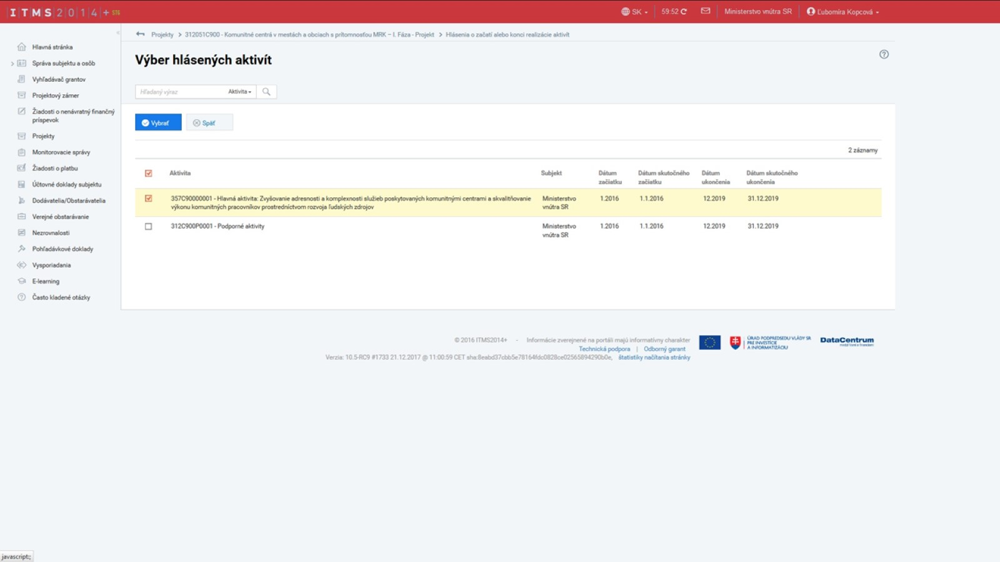 ITMS2014+ STG
SK
59:52
Ministerstvo vnútra SR
Ľubomíra Kopcová
Projekty > 312051C900 - Komunitné centrá v mestách a obciach s prítomnosťou MRK – I. Fáza - Projekt > Hlásenia o začatí alebo konci realizácie aktivít
Hlavná stránka
Správa subjektu a osôb
Vyhľadávač grantov
Projektový zámer
Žiadosti o nenávratný finančný
príspevok
Projekty
Monitorovacie správy
Žiadosti o platbu
Účtovné doklady subjektu
Dodávatelia/Obstarávatelia
Verejné obstarávanie
Nezrovnalosti
Pohľadávkové doklady
Vysporiadania
E-learning
Často kladené otázky
Výber hlásených aktivít
Hľadaný výraz
Aktivita
Vybrať
Späť
2 záznamy
Aktivita
Subjekt
Dátum
začiatku
Dátum skutočného
začiatku
Dátum
ukončenia
Dátum skutočného
ukončenia
357C90000001 - Hlavná aktivita: Zvyšovanie adresnosti a komplexnosti služieb poskytovaných komunitnými centrami a skvalitňovanie
výkonu komunitných pracovníkov prostredníctvom rozvoja ľudských zdrojov
Ministerstvo
vnútra SR
1.2016
1.1.2016
12.2019
31.12.2019
312C900P0001 - Podporné aktivity
Ministerstvo
vnútra SR
1.2016
1.1.2016
12.2019
31.12.2019
© 2016 ITMS2014+ - Informácie zverejnené na portáli majú informatívny charakter
Technická podpora | Odborný garant
Verzia: 10.5-RC9 #1733 21.12.2017 @ 11:00:59 CET sha:8eabd37cbb5e78164fdc0828ce02565894290b0e, štatistiky načítania stránky
ÚRAD PODPREDSEDU VLÁDY SR
PRE INVESTÍCIE
A INFORMATIZÁCIU
DataCentrum
javascript:;